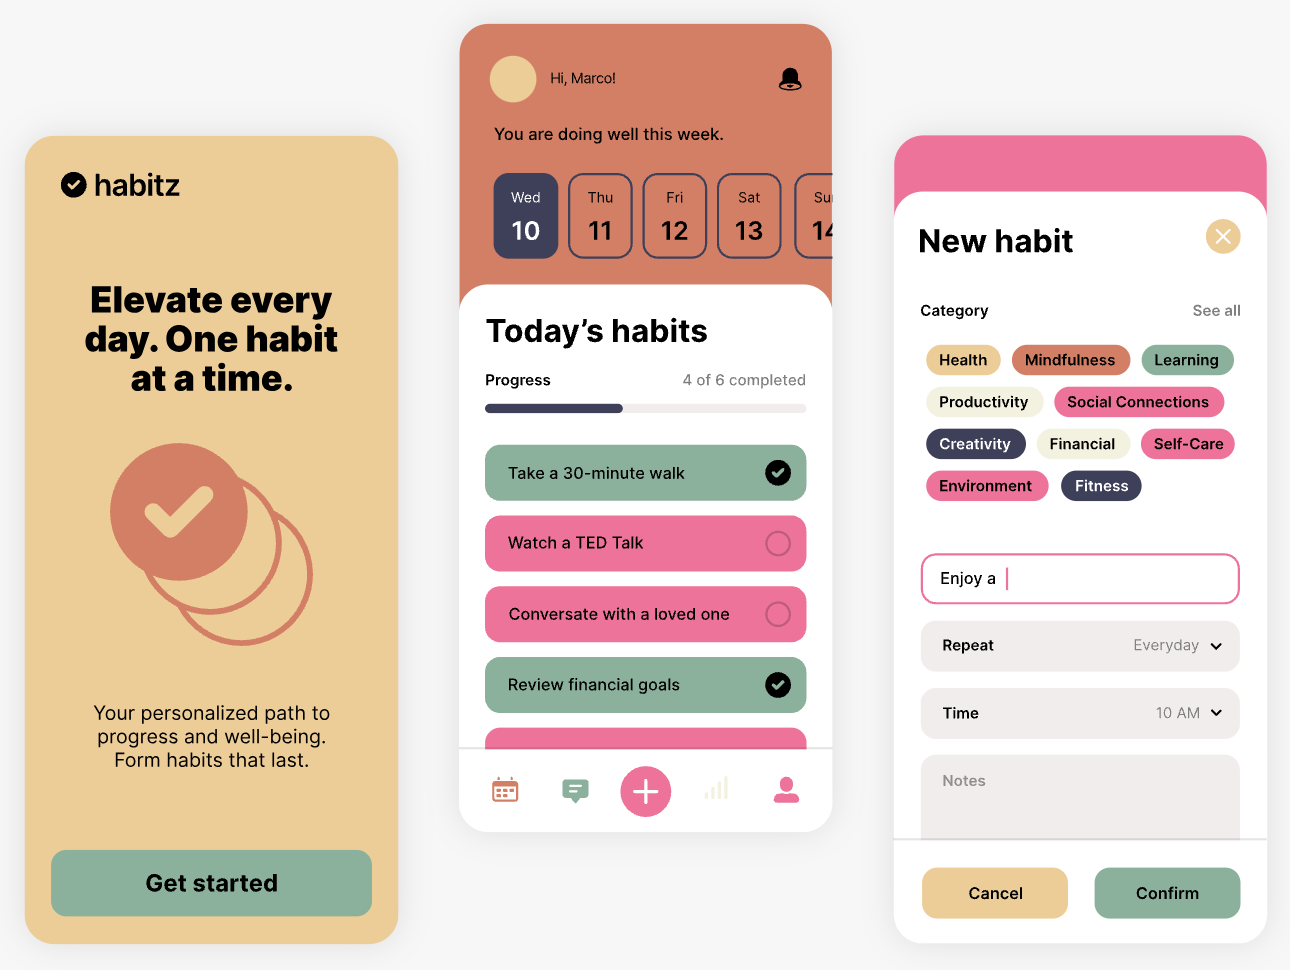 habitz
Elevate every
day. One habit
at a time.
Your personalized path to
progress and well-being.
Form habits that last.
Get started
Hi, Marco!
You are doing well this week.
Wed Thu Fri Sat
10 11 12 13 14
Today’s habits
Progress 4 of 6 completed
Take a 30-minute walk
Watch a TED Talk
Conversate with a loved one
Review financial goals
New habit
Category See all
Health Mindfulness Learning
Productivity Social Connections
Creativity Financial Self-Care
Environment Fitness
Enjoy a
Repeat Everyday
Time 10 AM
Notes
Cancel Confirm